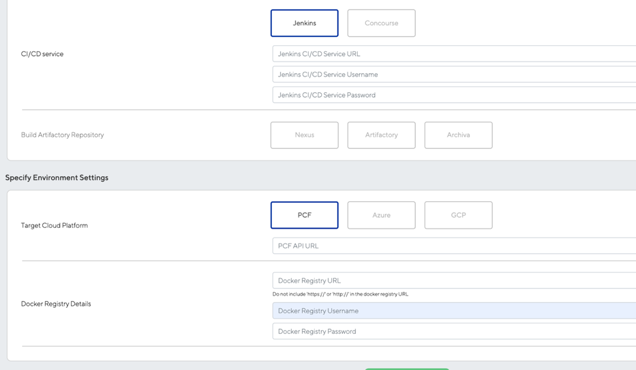 Jenkins
Concourse
CI/CD service
Jenkins CI/CD Service URL
Jenkins CI/CD Service Username
Jenkins CI/CD Service Password
Build Artifactory Repository
Nexus
Artifactory
Archiva
Specify Environment Settings
PCF
Azure
GCP
Target Cloud Platform
PCF API URL
Docker Registry URL
Do not include 'https://' or 'http://' in the docker registry URL
Docker Registry Details
Docker Registry Username
Docker Registry Password